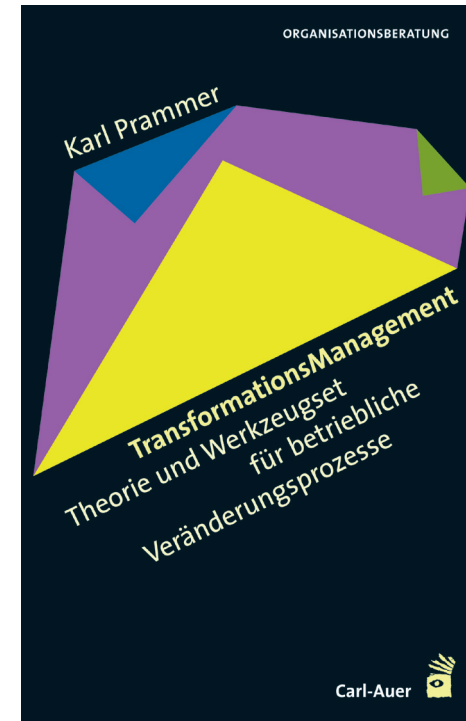 ORGANISATIONSBERATUNG
Karl Prammer
TransformationsManagement
Theorie und Werkzeugset
für betriebliche
Veränderungsprozesse
Carl-Auer